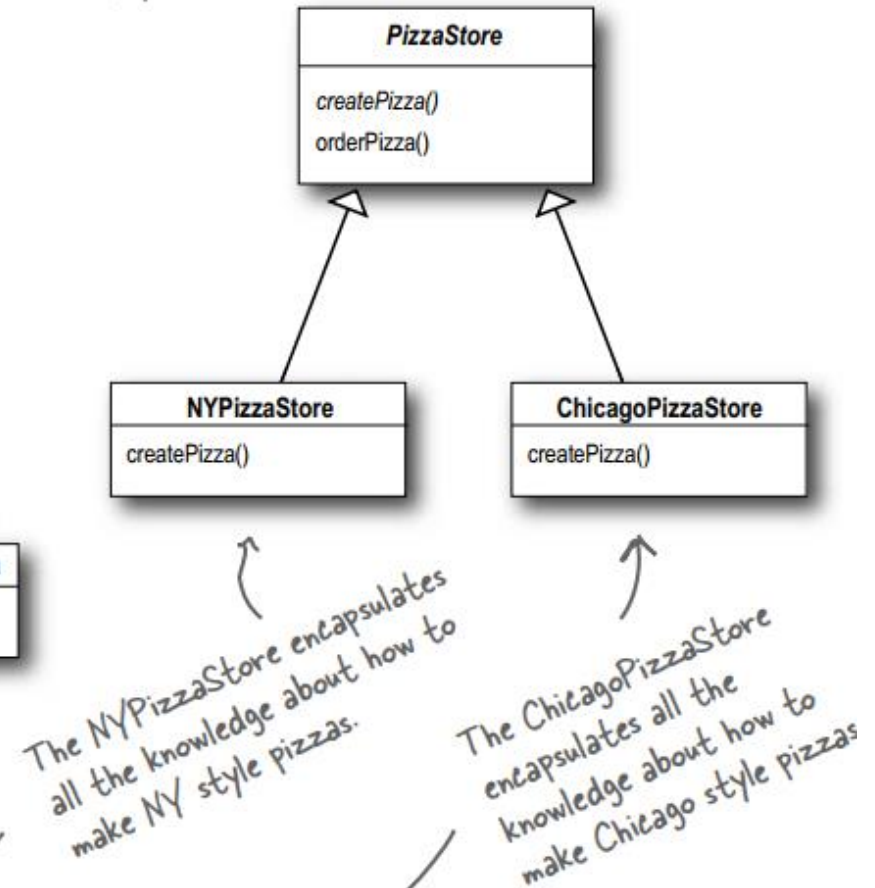 PizzaStore
createPizza()
orderPizza()
NYPizzaStore
createPizza()
ChicagoPizzaStore
createPizza()
The NYPizzaStore encapsulates
all the knowledge about how to
make NY style pizzas.
The ChicagoPizzaStore
encapsulates all the
knowledge about how to
make Chicago style pizzas